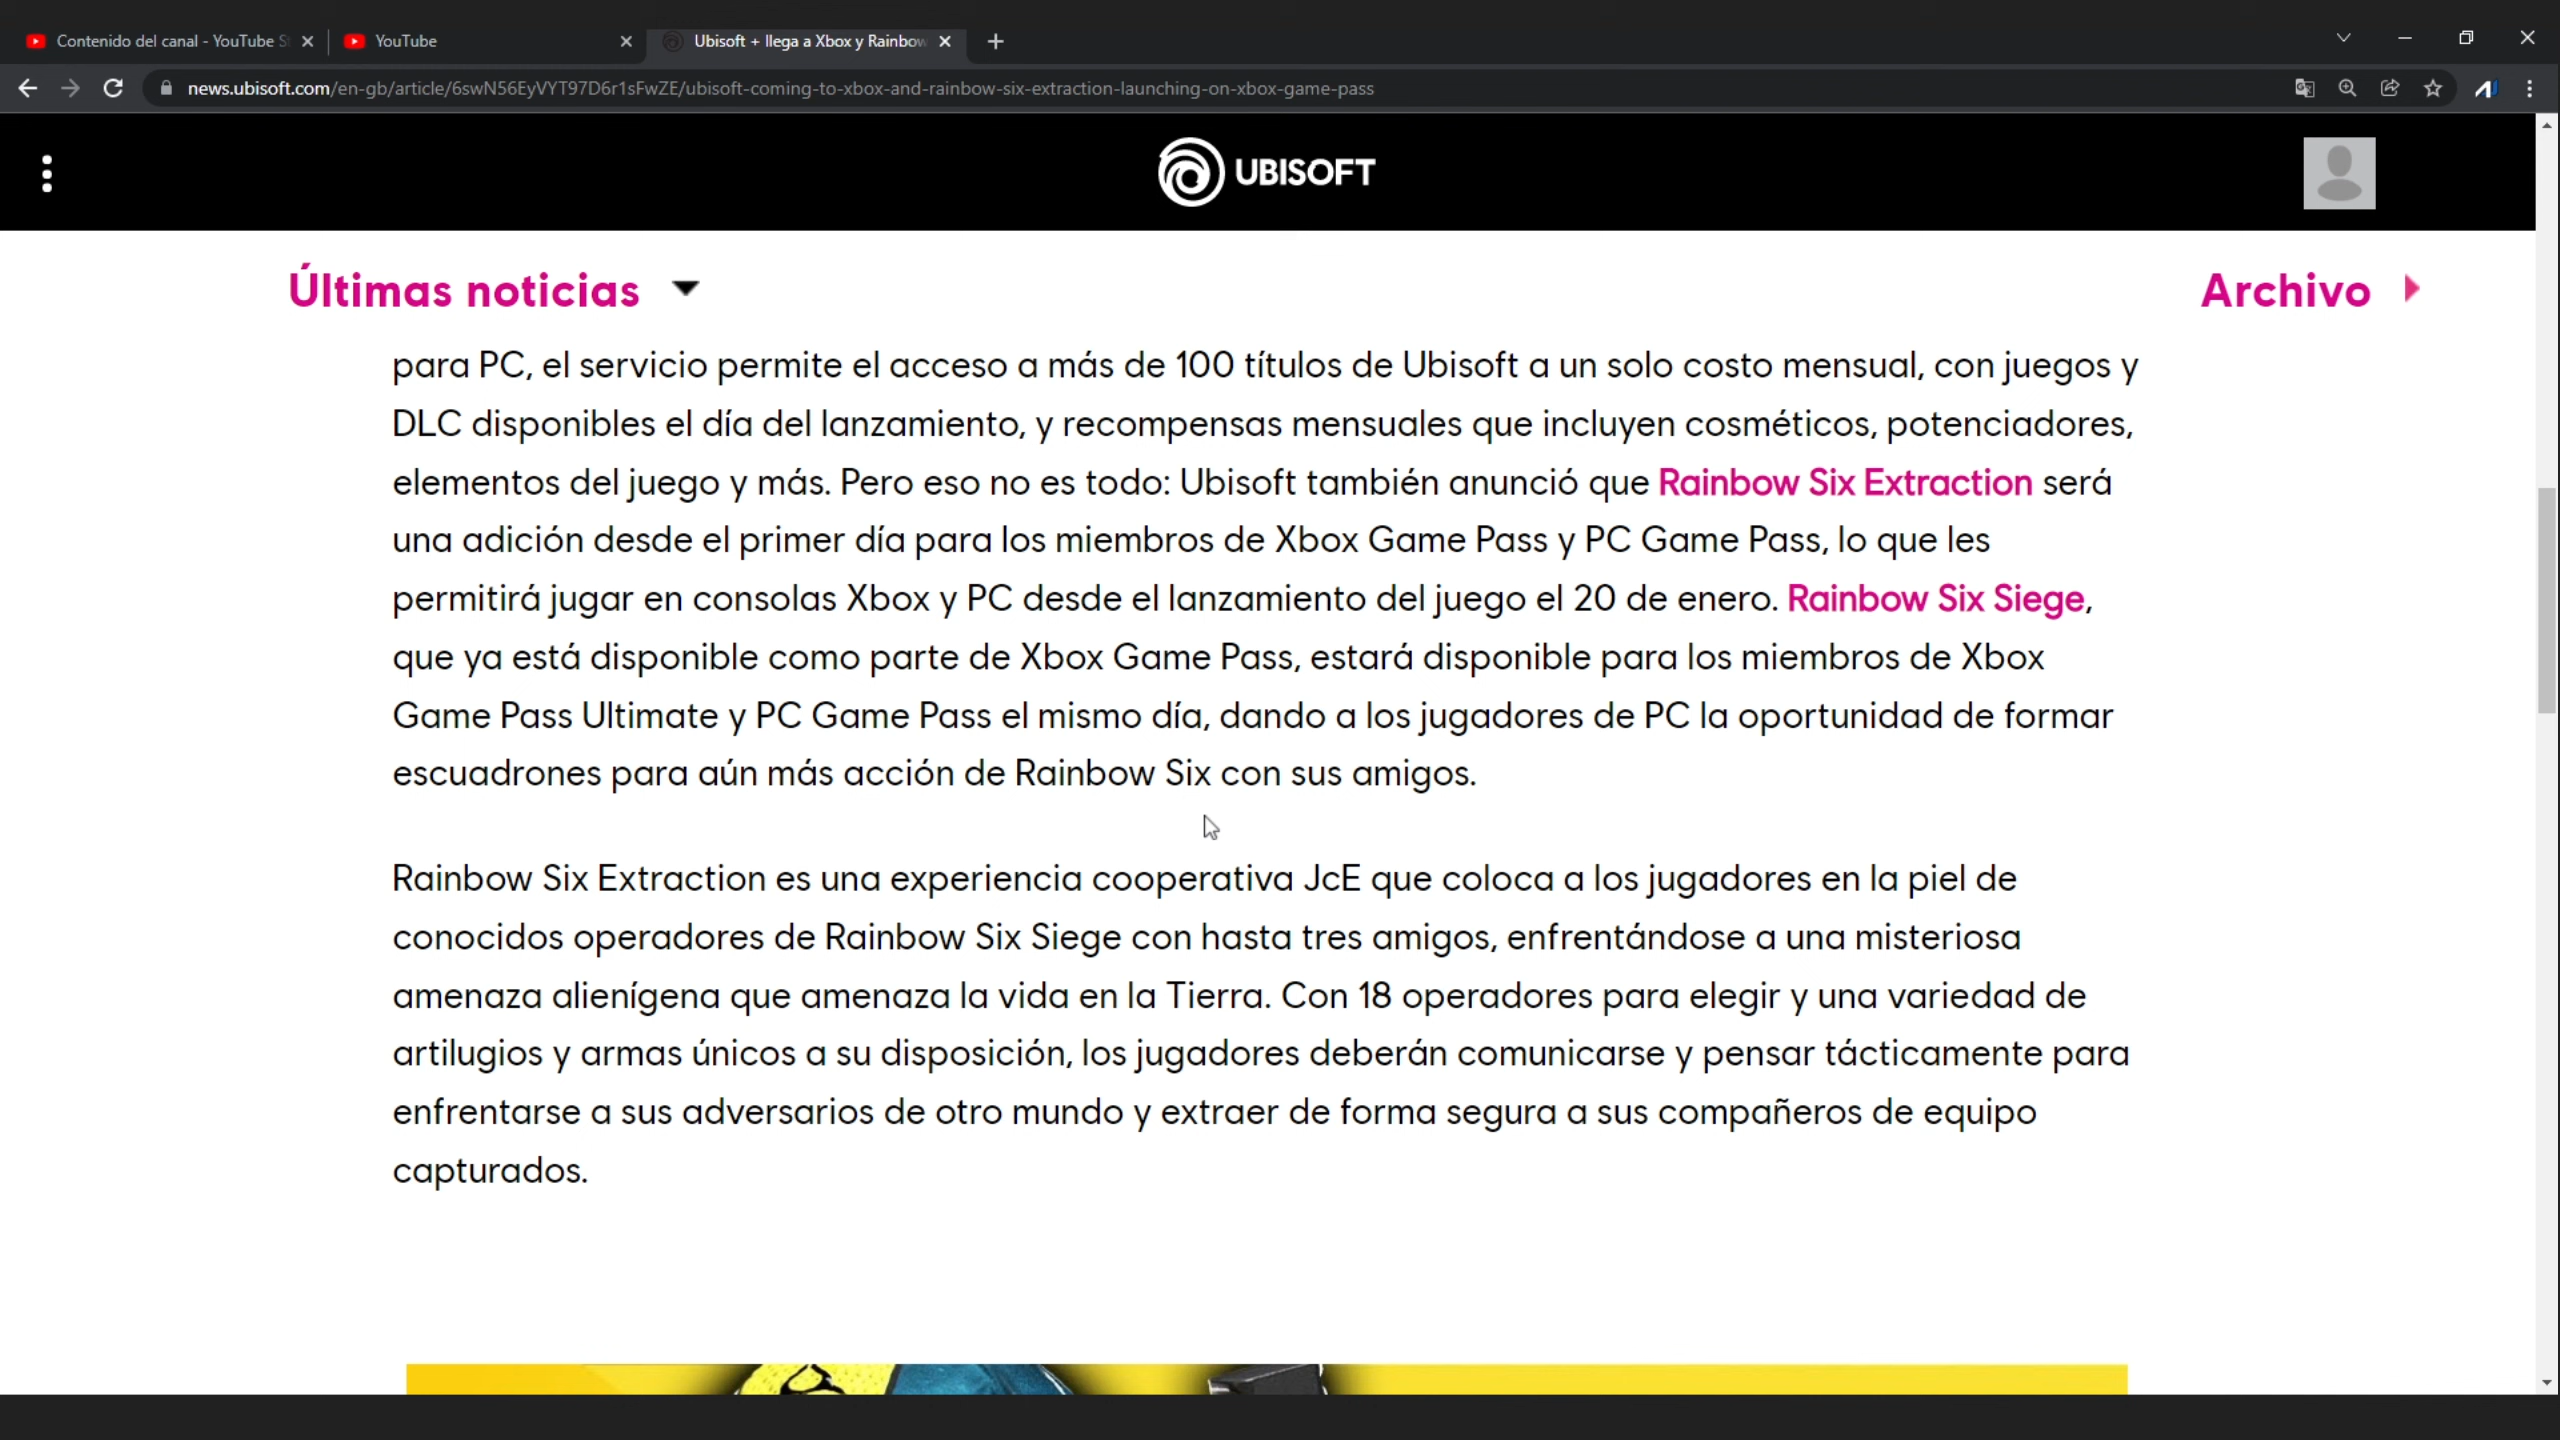 Contenido del canal - YouTube S
YouTube
Ubisoft + llega a Xbox y Rainbow
news.ubisoft.com/en-gb/article/6swN56EyVYT97D6r1sFwZE/ubisoft-coming-to-xbox-and-rainbow-six-extraction-launching-on-xbox-game-pass
UBISOFT
Últimas noticias
Archivo
para PC, el servicio permite el acceso a más de 100 títulos de Ubisoft a un solo costo mensual, con juegos y
DLC disponibles el día del lanzamiento, y recompensas mensuales que incluyen cosméticos, potenciadores,
elementos del juego y más. Pero eso no es todo: Ubisoft también anunció que Rainbow Six Extraction será
una adición desde el primer día para los miembros de Xbox Game Pass y PC Game Pass, lo que les
permitirá jugar en consolas Xbox y PC desde el lanzamiento del juego el 20 de enero. Rainbow Six Siege,
que ya está disponible como parte de Xbox Game Pass, estará disponible para los miembros de Xbox
Game Pass Ultimate y PC Game Pass el mismo día, dando a los jugadores de PC la oportunidad de formar
escuadrones para aún más acción de Rainbow Six con sus amigos.
Rainbow Six Extraction es una experiencia cooperativa JcE que coloca a los jugadores en la piel de
conocidos operadores de Rainbow Six Siege con hasta tres amigos, enfrentándose a una misteriosa
amenaza alienígena que amenaza la vida en la Tierra. Con 18 operadores para elegir y una variedad de
artilugios y armas únicos a su disposición, los jugadores deberán comunicarse y pensar tácticamente para
enfrentarse a sus adversarios de otro mundo y extraer de forma segura a sus compañeros de equipo
capturados.